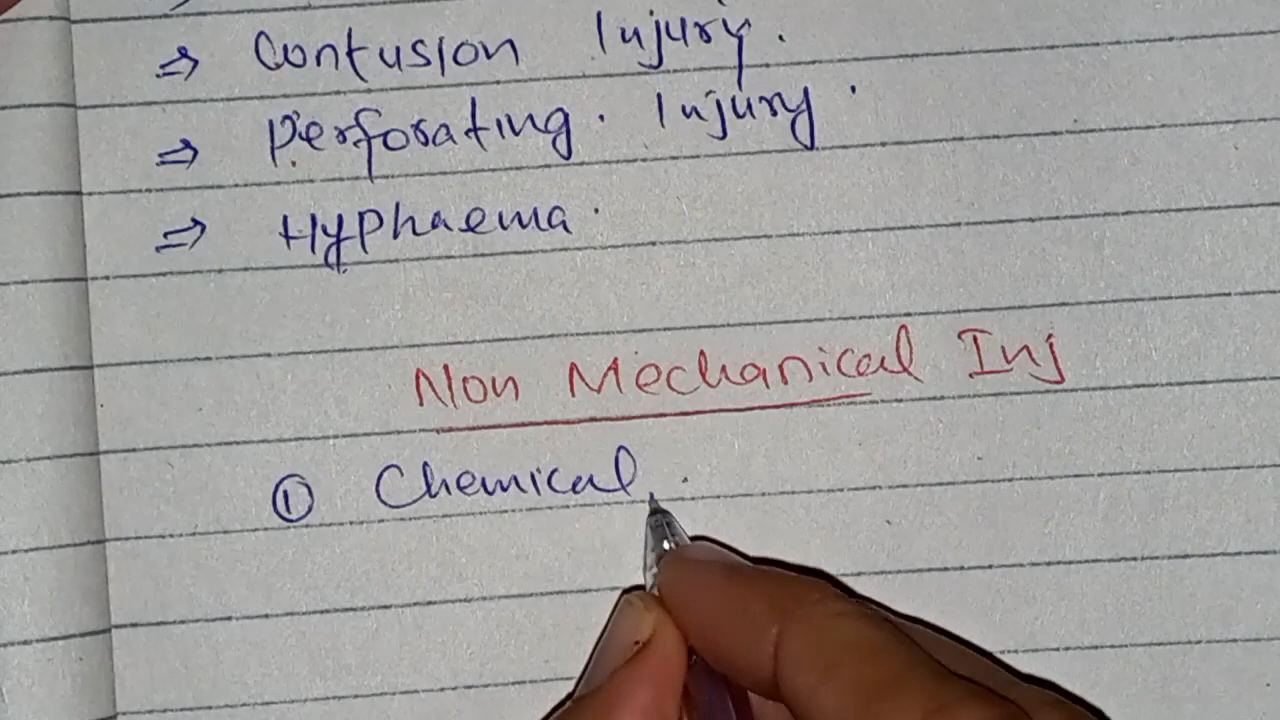 ⇒ Contusion Injury.
⇒ Perforating. Injury.
⇒ Hyphaema.
Non Mechanical Inj
① Chemical.